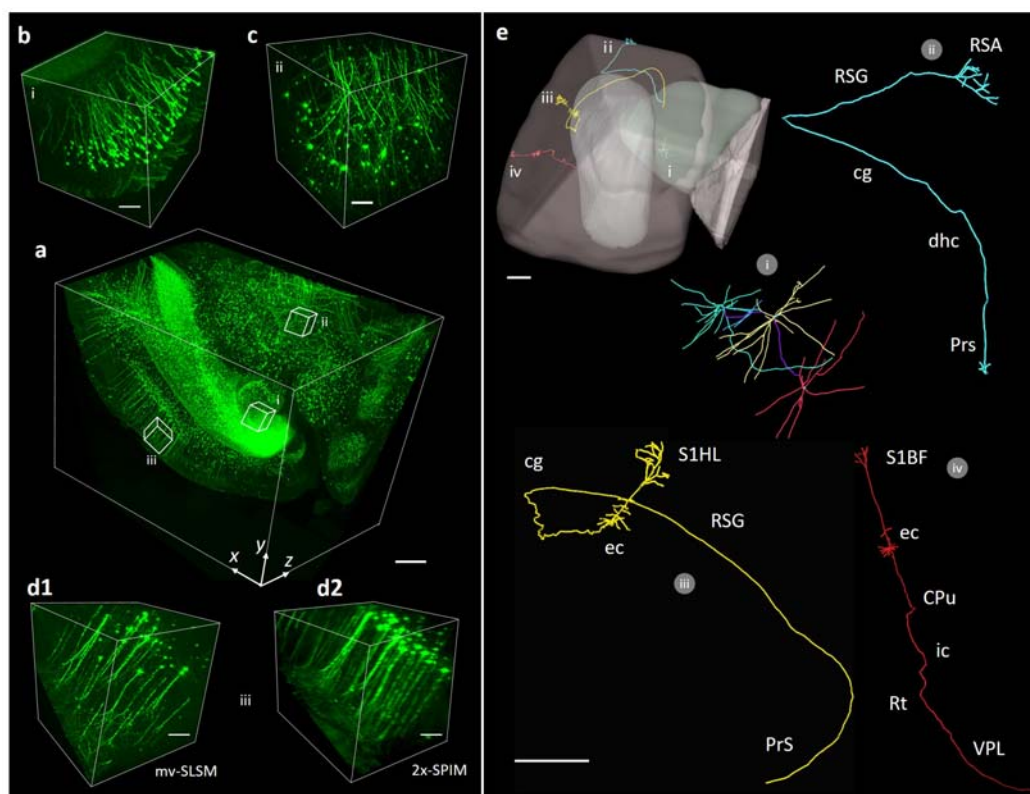 b
i
c
ii
a
ii
i
iii
x
y
z
d1
d2
iii
mv-SLSM
2x-SPIM
e
ii
iii
iv
i
ii
RSA
RSG
cg
dhc
Prs
i
cg
S1HL
RSG
ec
iii
PrS
S1BF
iv
ec
CPu
ic
Rt
VPL